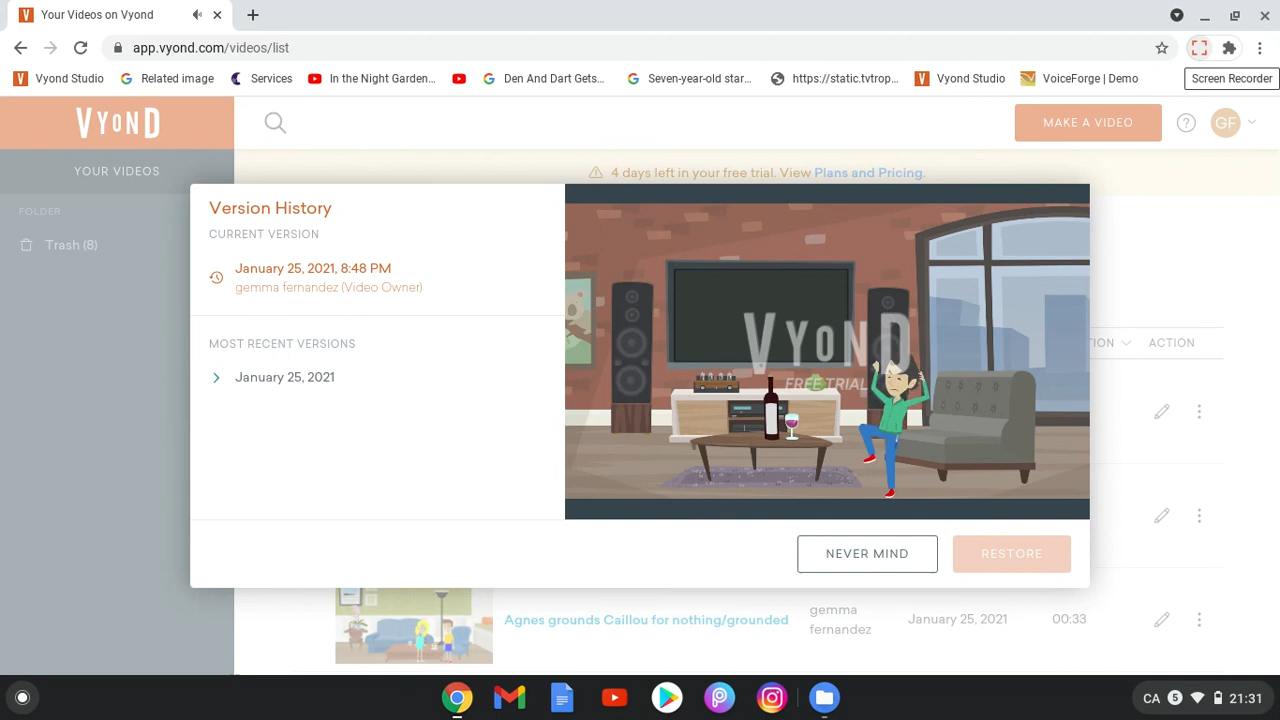 Your Videos on Vyond
app.vyond.com/videos/list
Vyond Studio
Related image
Services
In the Night Garden...
Den And Dart Gets...
Seven-year-old star...
https://static.tvtrop...
Vyond Studio
VoiceForge | Demo
Screen Recorder
VYOND
MAKE A VIDEO
GF
YOUR VIDEOS
4 days left in your free trial. View Plans and Pricing.
FOLDER
Trash (8)
Version History
CURRENT VERSION
January 25, 2021, 8:48 PM
gemma fernandez (Video Owner)
MOST RECENT VERSIONS
January 25, 2021
VYOND
FREE TRIAL
ACTION
NEVER MIND
RESTORE
Agnes grounds Caillou for nothing/grounded
gemma
fernandez
January 25, 2021
00:33
CA
5
21:31